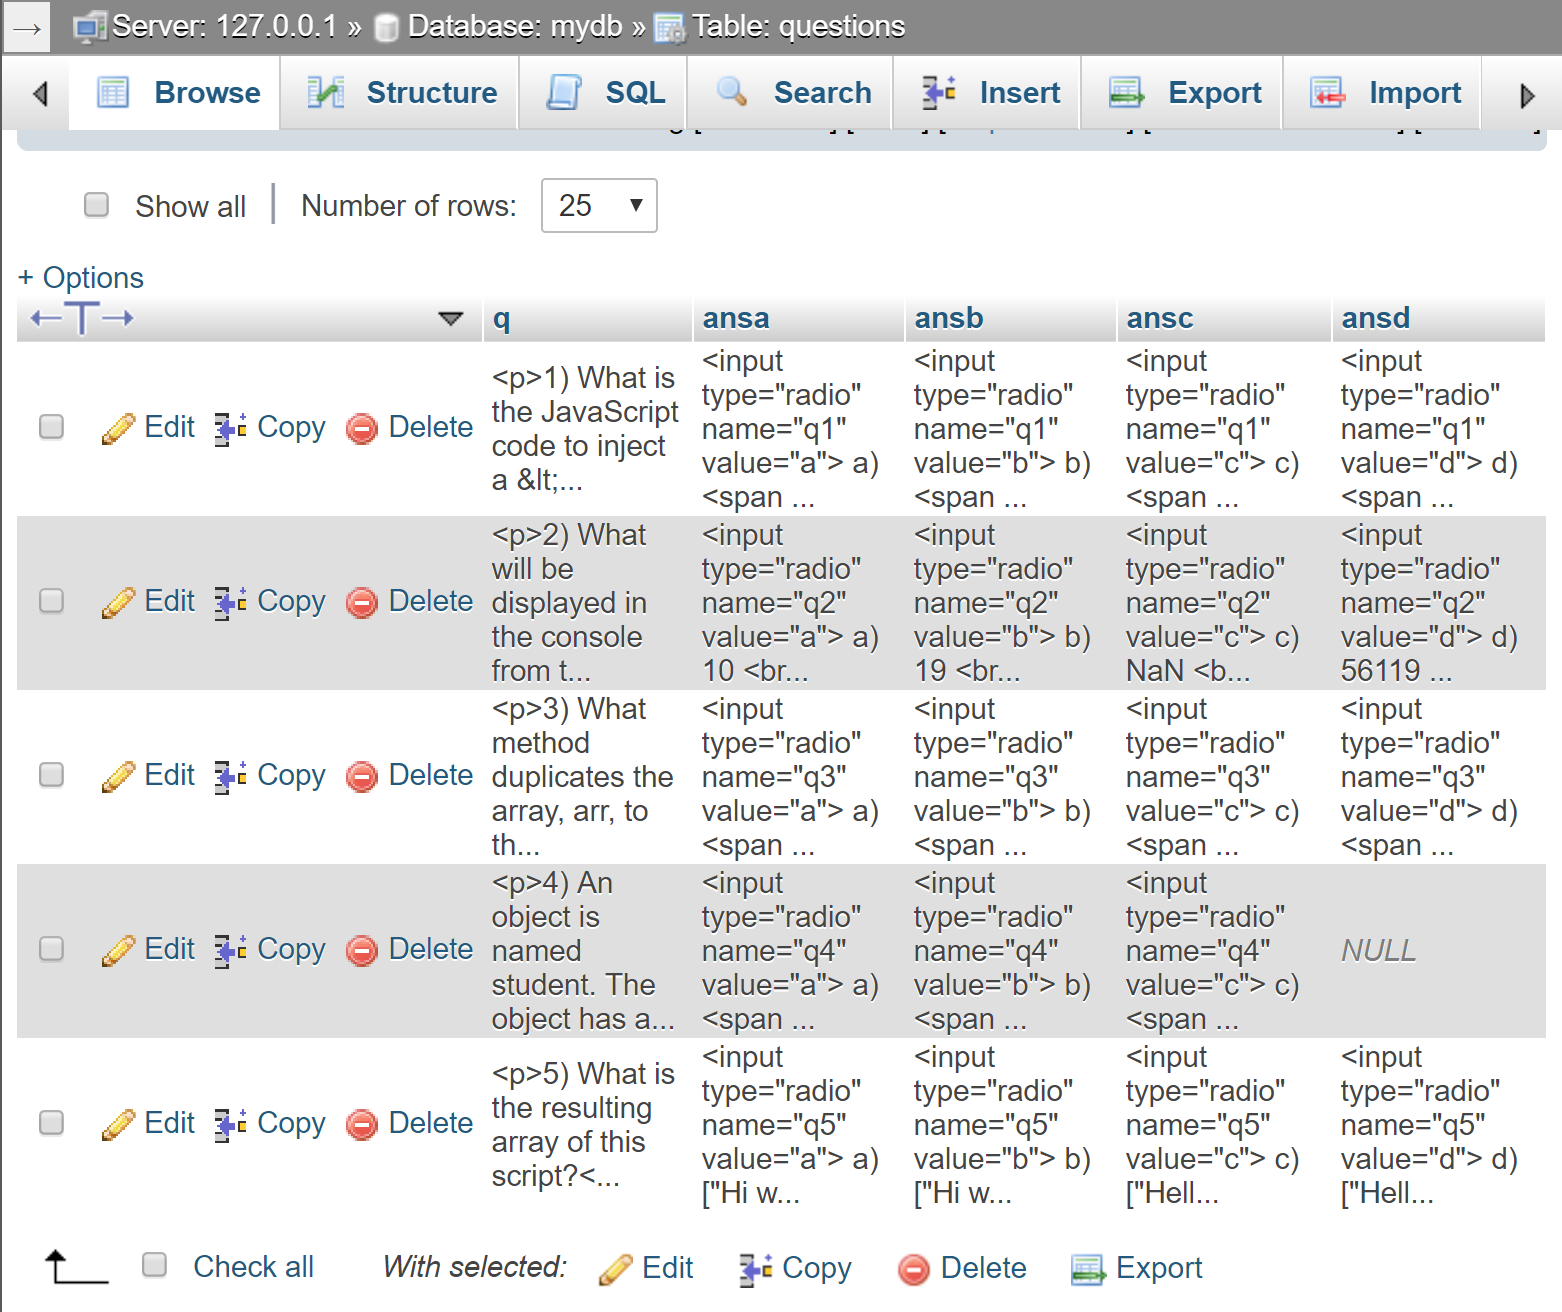 Server: 127.0.0.1 » Database: mydb » Table: questions
Browse Structure SQL Search Insert Export Import
Show all Number of rows: 25
+ Options
q ansa ansb ansc ansd
Edit Copy Delete
<p>1) What is
the JavaScript
code to inject
a &lt;...
<input
type="radio"
name="q1"
value="a"> a)
<span ...
<input
type="radio"
name="q1"
value="b"> b)
<span ...
<input
type="radio"
name="q1"
value="c"> c)
<span ...
<input
type="radio"
name="q1"
value="d"> d)
<span ...
Edit Copy Delete
<p>2) What
will be
displayed in
the console
from t...
<input
type="radio"
name="q2"
value="a"> a)
10 <br...
<input
type="radio"
name="q2"
value="b"> b)
19 <br...
<input
type="radio"
name="q2"
value="c"> c)
NaN <b...
<input
type="radio"
name="q2"
value="d"> d)
56119 ...
Edit Copy Delete
<p>3) What
method
duplicates the
array, arr, to
th...
<input
type="radio"
name="q3"
value="a"> a)
<span ...
<input
type="radio"
name="q3"
value="b"> b)
<span ...
<input
type="radio"
name="q3"
value="c"> c)
<span ...
<input
type="radio"
name="q3"
value="d"> d)
<span ...
Edit Copy Delete
<p>4) An
object is
named
student. The
object has a...
<input
type="radio"
name="q4"
value="a"> a)
<span ...
<input
type="radio"
name="q4"
value="b"> b)
<span ...
<input
type="radio"
name="q4"
value="c"> c)
<span ...
NULL
Edit Copy Delete
<p>5) What is
the resulting
array of this
script?<...
<input
type="radio"
name="q5"
value="a"> a)
["Hi w...
<input
type="radio"
name="q5"
value="b"> b)
["Hi w...
<input
type="radio"
name="q5"
value="c"> c)
["Hell...
<input
type="radio"
name="q5"
value="d"> d)
["Hell...
Check all With selected: Edit Copy Delete Export